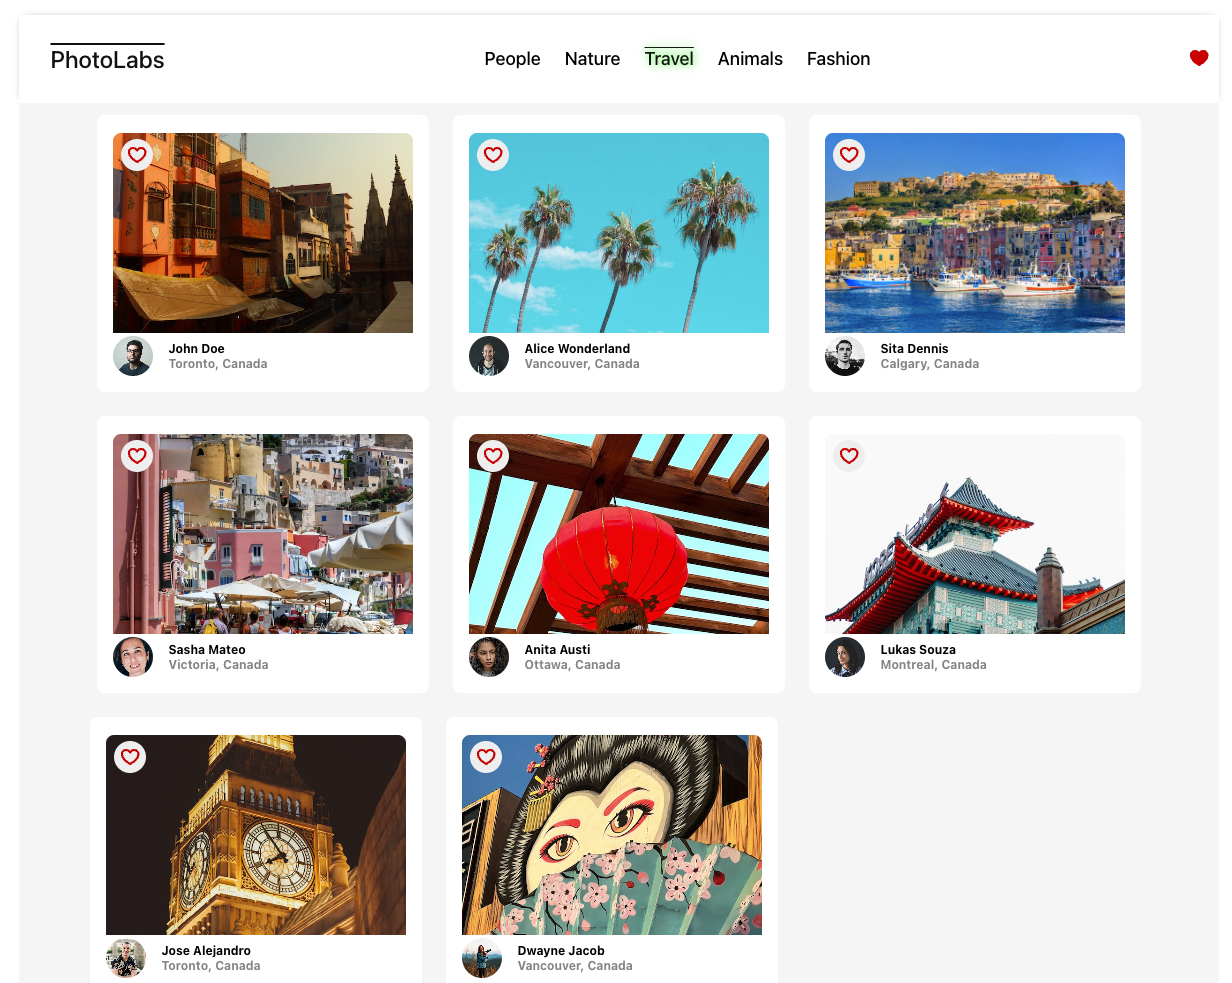 PhotoLabs
People Nature Travel Animals Fashion
John Doe
Toronto, Canada
Alice Wonderland
Vancouver, Canada
Sita Dennis
Calgary, Canada
Sasha Mateo
Victoria, Canada
Anita Austi
Ottawa, Canada
Lukas Souza
Montreal, Canada
Jose Alejandro
Toronto, Canada
Dwayne Jacob
Vancouver, Canada